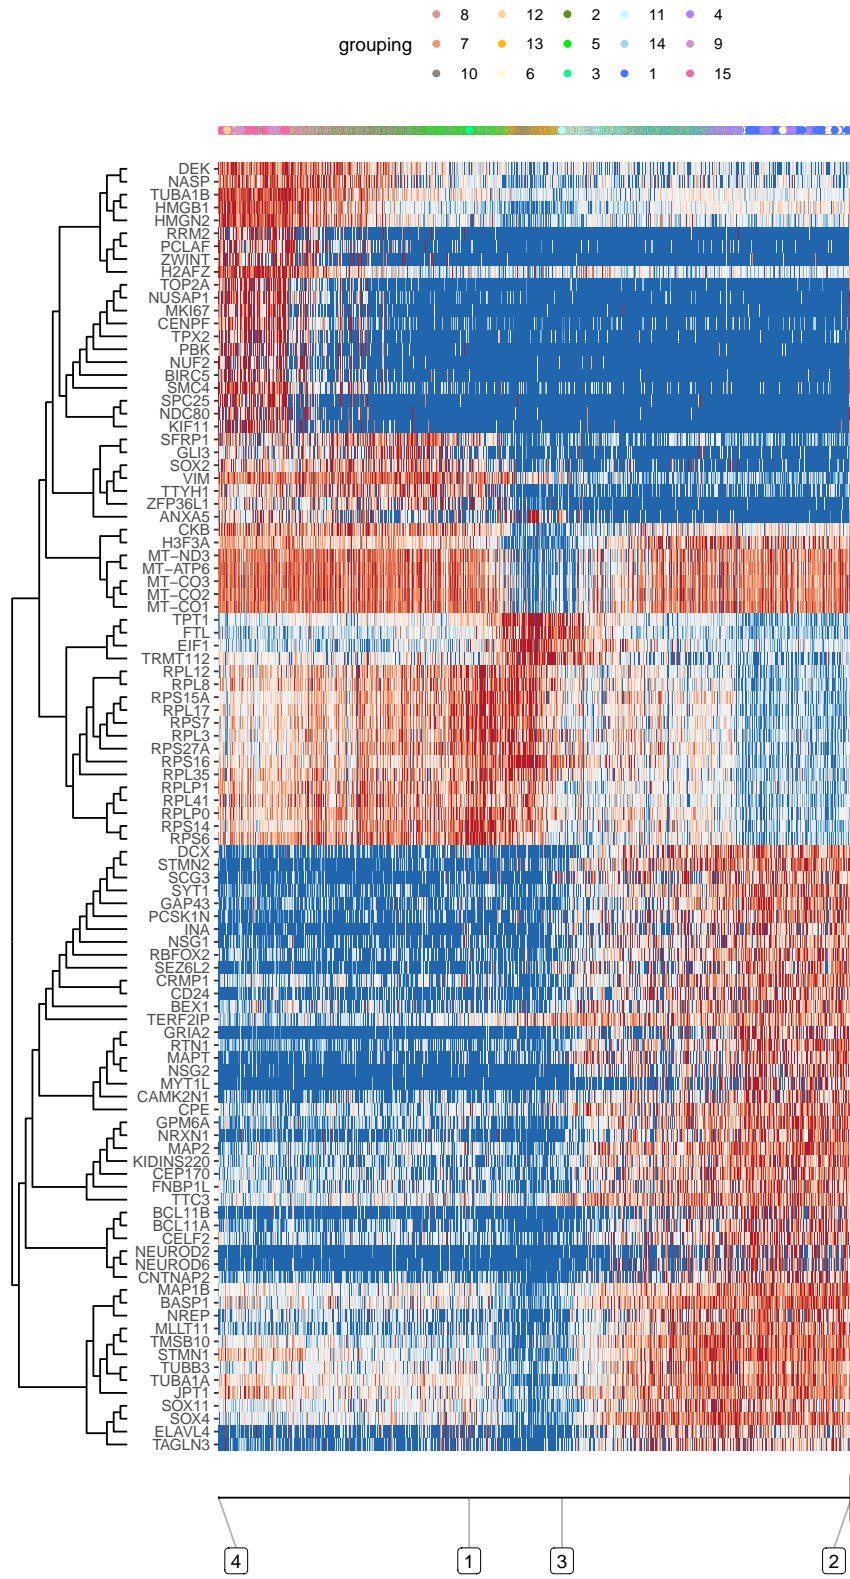 8 12 2 11 4
grouping 7 13 5 14 9
10 6 3 1 15
DEK
NASP
TUBA1B
HMGB1
HMGN2
RRM2
PCLAF
ZWINT
H2AFZ
TOP2A
NUSAP1
MKI67
CENPF
TPX2
PBK
NUF2
BIRC5
SMC4
SPC25
NDC80
KIF11
SFRP1
GLI3
SOX2
VIM
TTYH1
ZFP36L1
ANXA5
CKB
H3F3A
MT−ND3
MT−ATP6
MT−CO3
MT−CO2
MT−CO1
TPT1
FTL
EIF1
TRMT112
RPL12
RPL8
RPS15A
RPL17
RPS7
RPL3
RPS27A
RPS16
RPL35
RPLP1
RPL41
RPLP0
RPS14
RPS6
DCX
STMN2
SCG3
SYT1
GAP43
PCSK1N
INA
NSG1
RBFOX2
SEZ6L2
CRMP1
CD24
BEX1
TERF2IP
GRIA2
RTN1
MAPT
NSG2
MYT1L
CAMK2N1
CPE
GPM6A
NRXN1
MAP2
KIDINS220
CEP170
FNBP1L
TTC3
BCL11B
BCL11A
CELF2
NEUROD2
NEUROD6
CNTNAP2
MAP1B
BASP1
NREP
MLLT11
TMSB10
STMN1
TUBB3
TUBA1A
JPT1
SOX11
SOX4
ELAVL4
TAGLN3
4 1 3 2